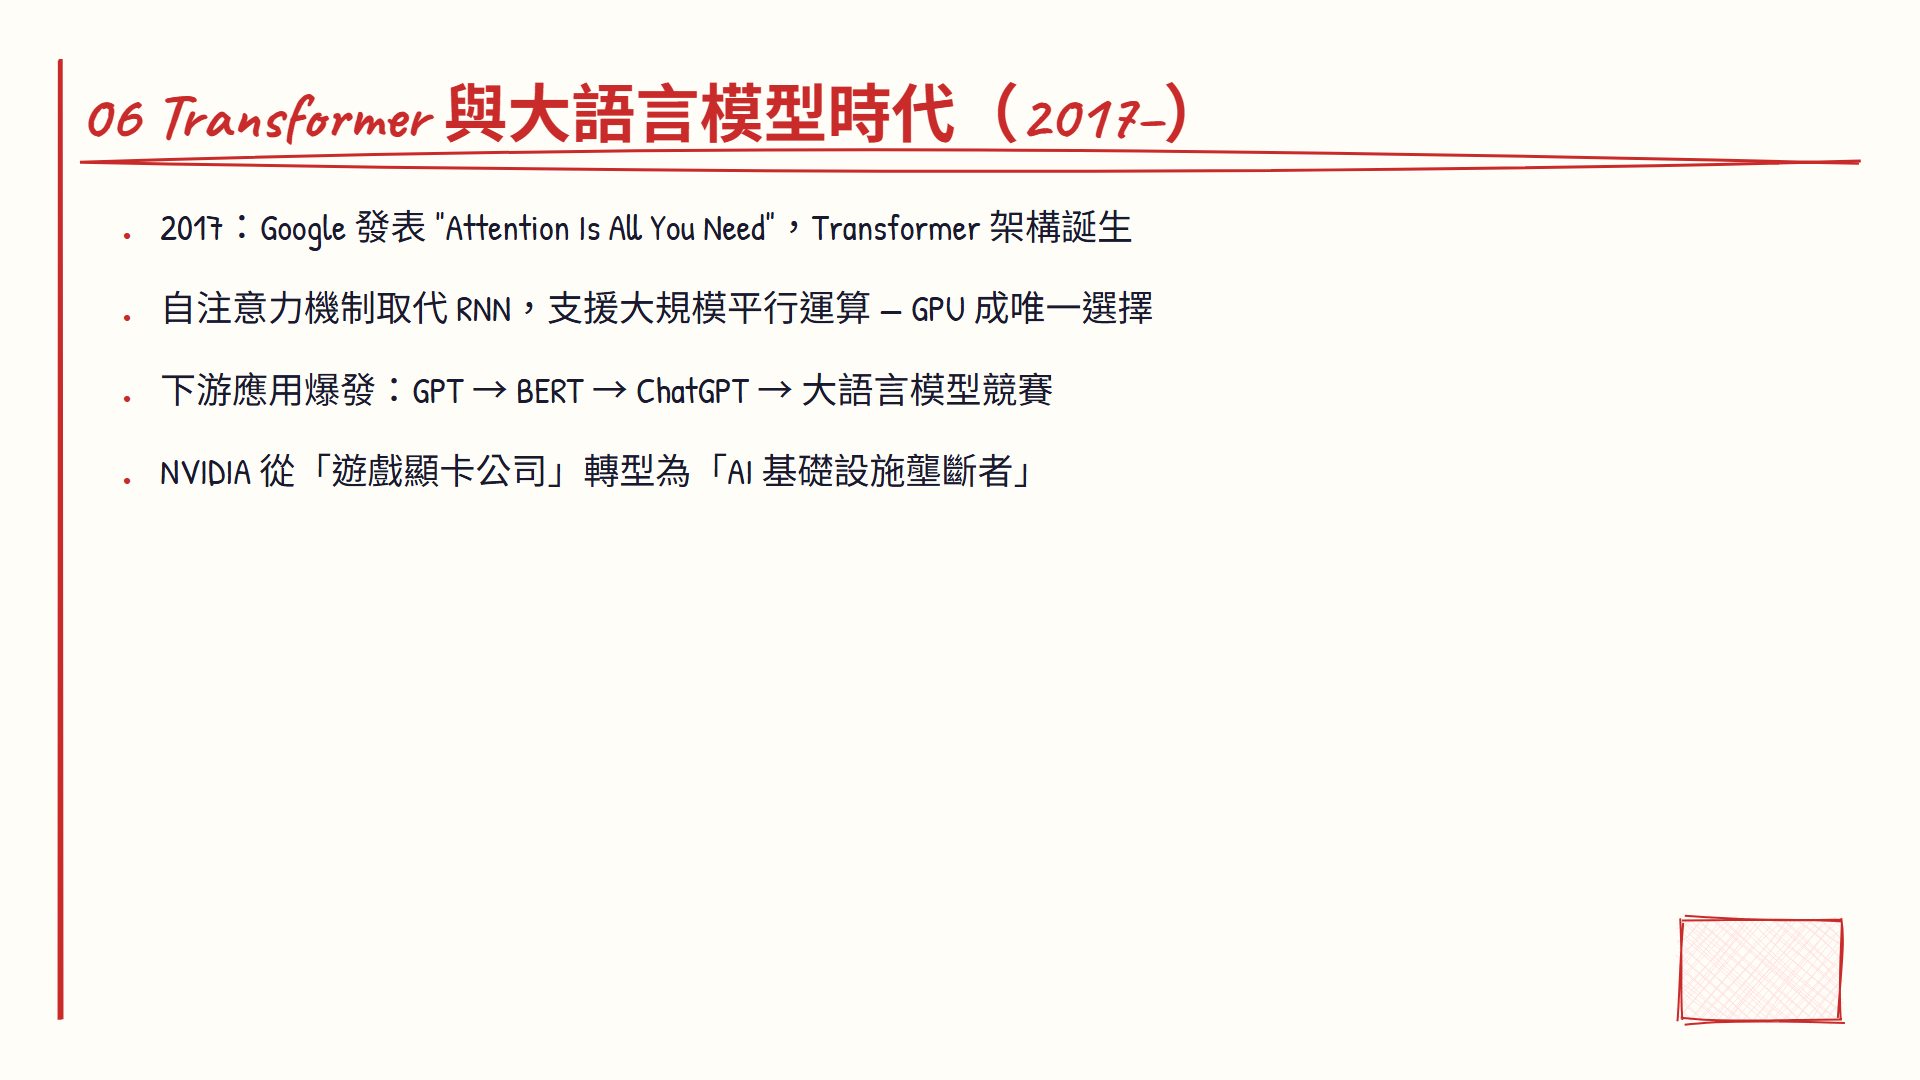 06 Transformer 與大語言模型時代（2017–）
• 2017：Google 發表 "Attention Is All You Need"，Transformer 架構誕生
• 自注意力機制取代 RNN，支援大規模平行運算 — GPU 成唯一選擇
• 下游應用爆發：GPT → BERT → ChatGPT → 大語言模型競賽
• NVIDIA 從「遊戲顯卡公司」轉型為「AI 基礎設施壟斷者」